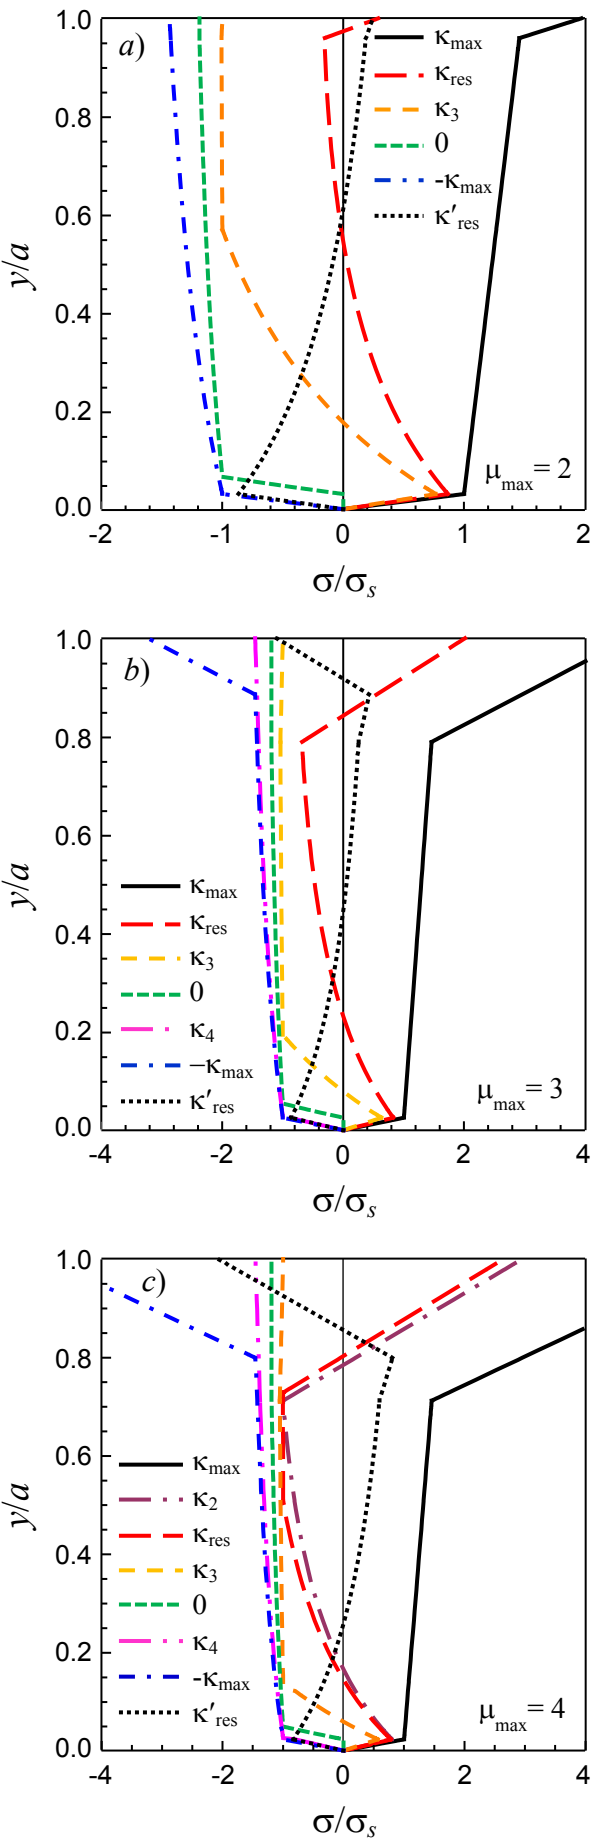 a)
κmax
κres
κ3
0
-κmax
κ′res
μmax= 2
y/a
1.0
0.8
0.6
0.4
0.2
0.0
-2 -1 0 1 2
σ/σs
b)
κmax
κres
κ3
0
κ4
−κmax
κ′res
μmax= 3
y/a
1.0
0.8
0.6
0.4
0.2
0.0
-4 -2 0 2 4
σ/σs
c)
κmax
κ2
κres
κ3
0
κ4
-κmax
κ′res
μmax= 4
y/a
1.0
0.8
0.6
0.4
0.2
0.0
-4 -2 0 2 4
σ/σs